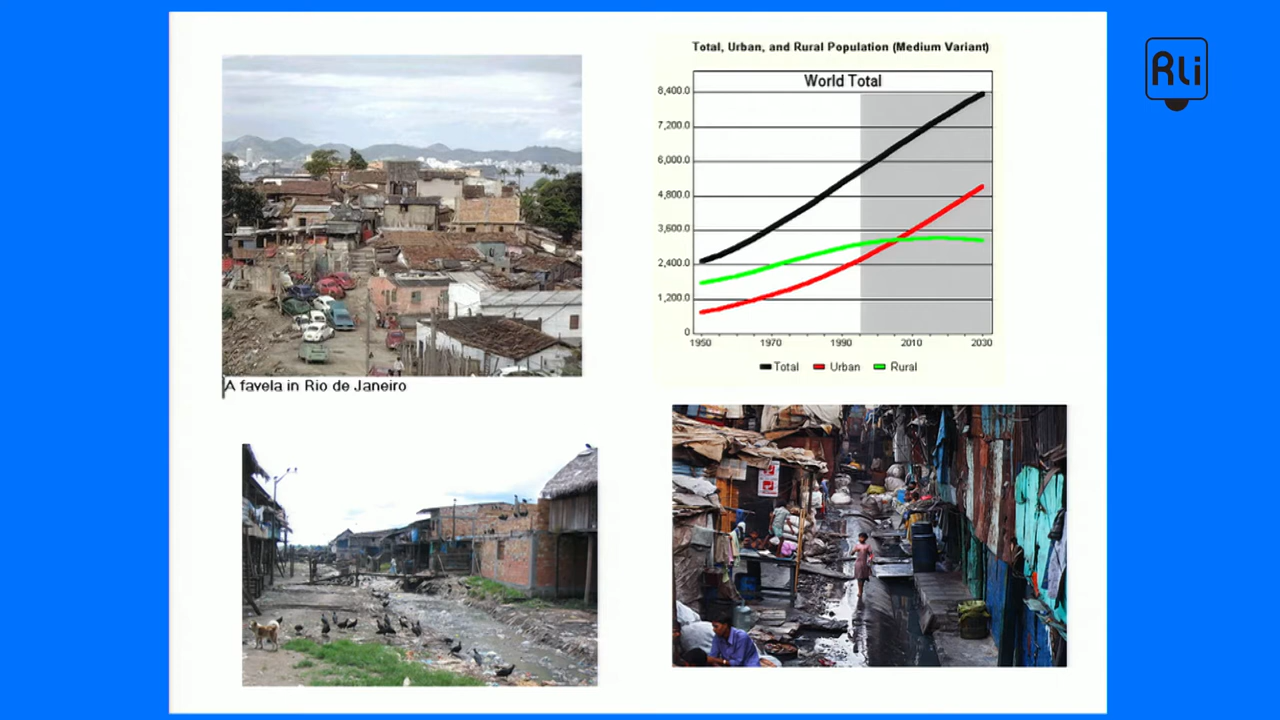 Total, Urban, and Rural Population (Medium Variant)
World Total
8,400.0
7,200.0
6,000.0
4,800.0
3,600.0
2,400.0
1,200.0
0
1950 1970 1990 2010 2030
Total Urban Rural
A favela in Rio de Janeiro
RLi